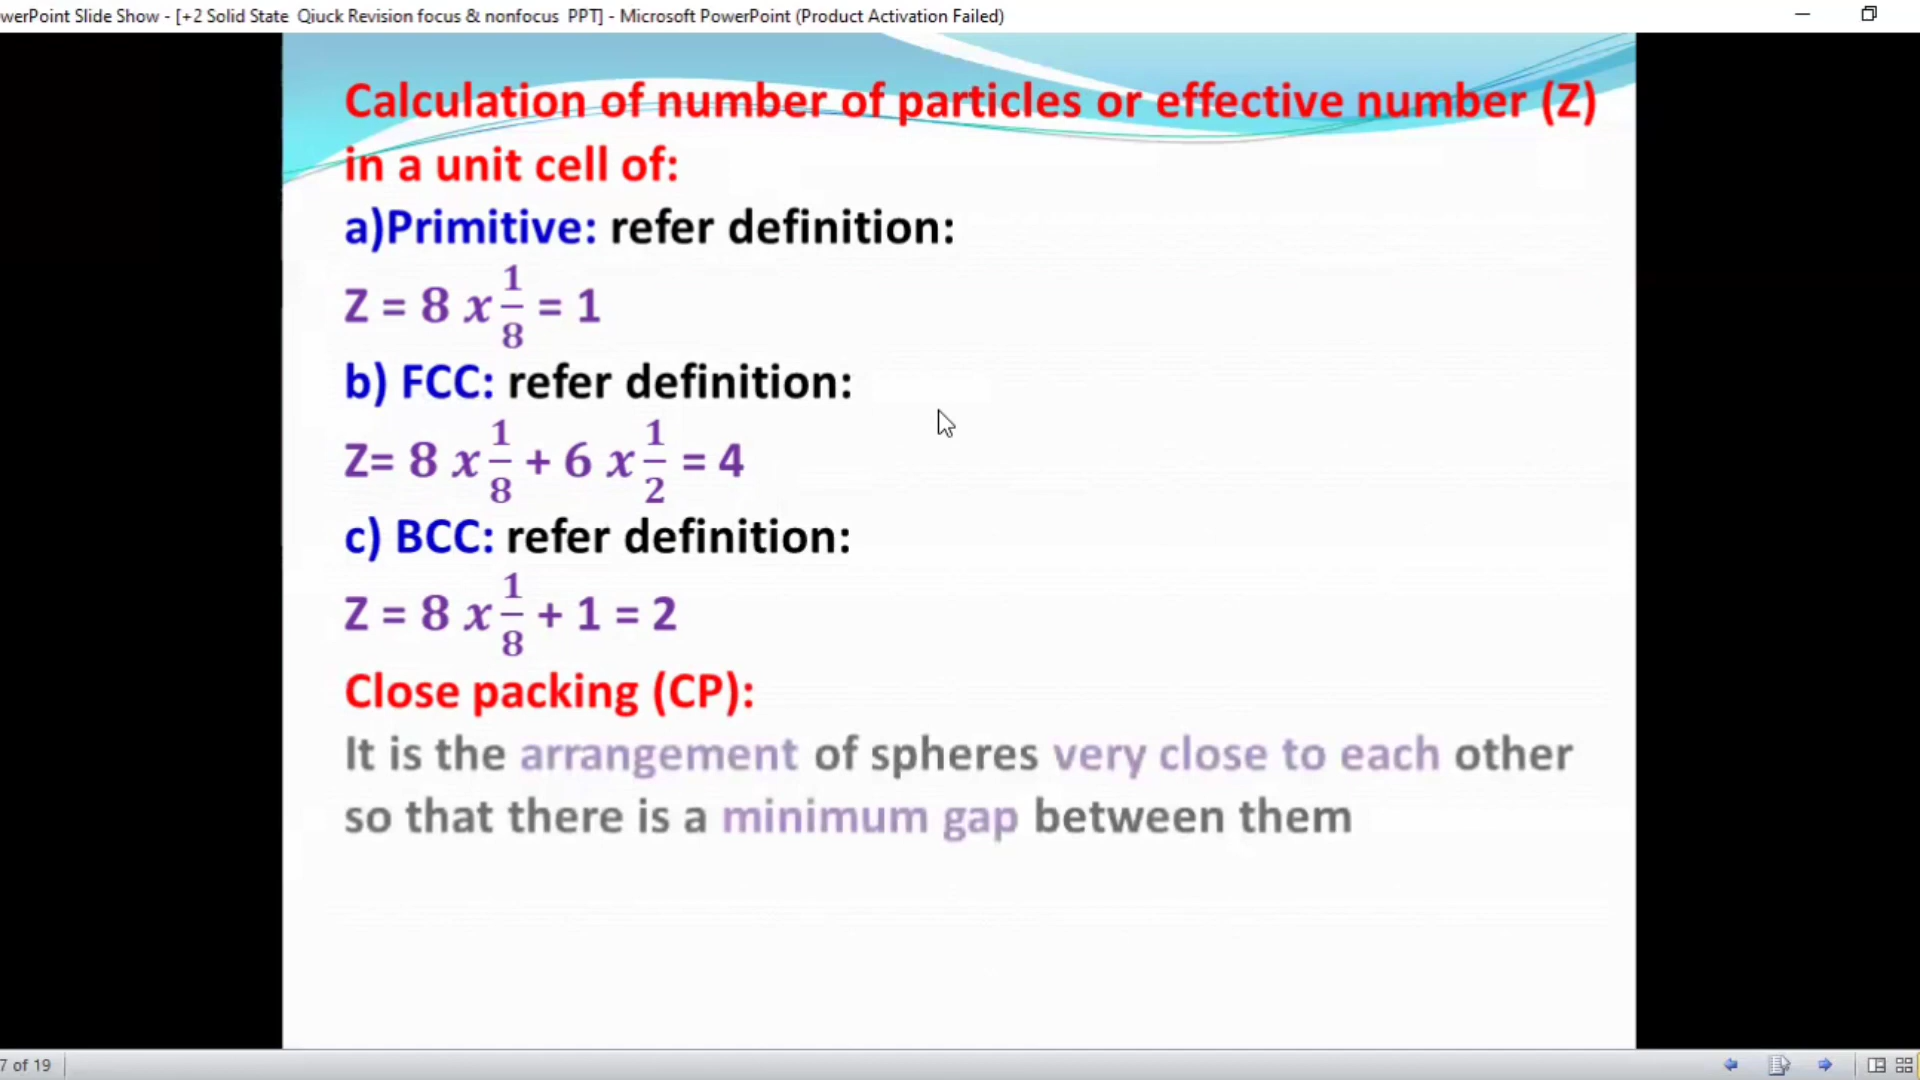 werPoint Slide Show - [+2 Solid State  Qiuck Revision focus & nonfocus  PPT] - Microsoft PowerPoint (Product Activation Failed)
Calculation of number of particles or effective number (Z)
in a unit cell of:
a)Primitive: refer definition:
Z = 8 x 1/8 = 1
b) FCC: refer definition:
Z= 8 x 1/8 + 6 x 1/2 = 4
c) BCC: refer definition:
Z = 8 x 1/8 + 1 = 2
Close packing (CP):
It is the arrangement of spheres very close to each other
so that there is a minimum gap between them
7 of 19